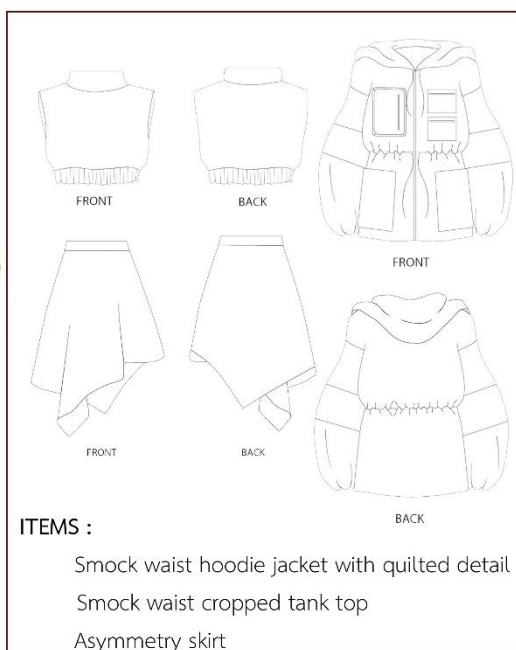 FRONT
BACK
FRONT
FRONT
BACK
BACK
ITEMS :
Smock waist hoodie jacket with quilted detail
Smock waist cropped tank top
Asymmetry skirt